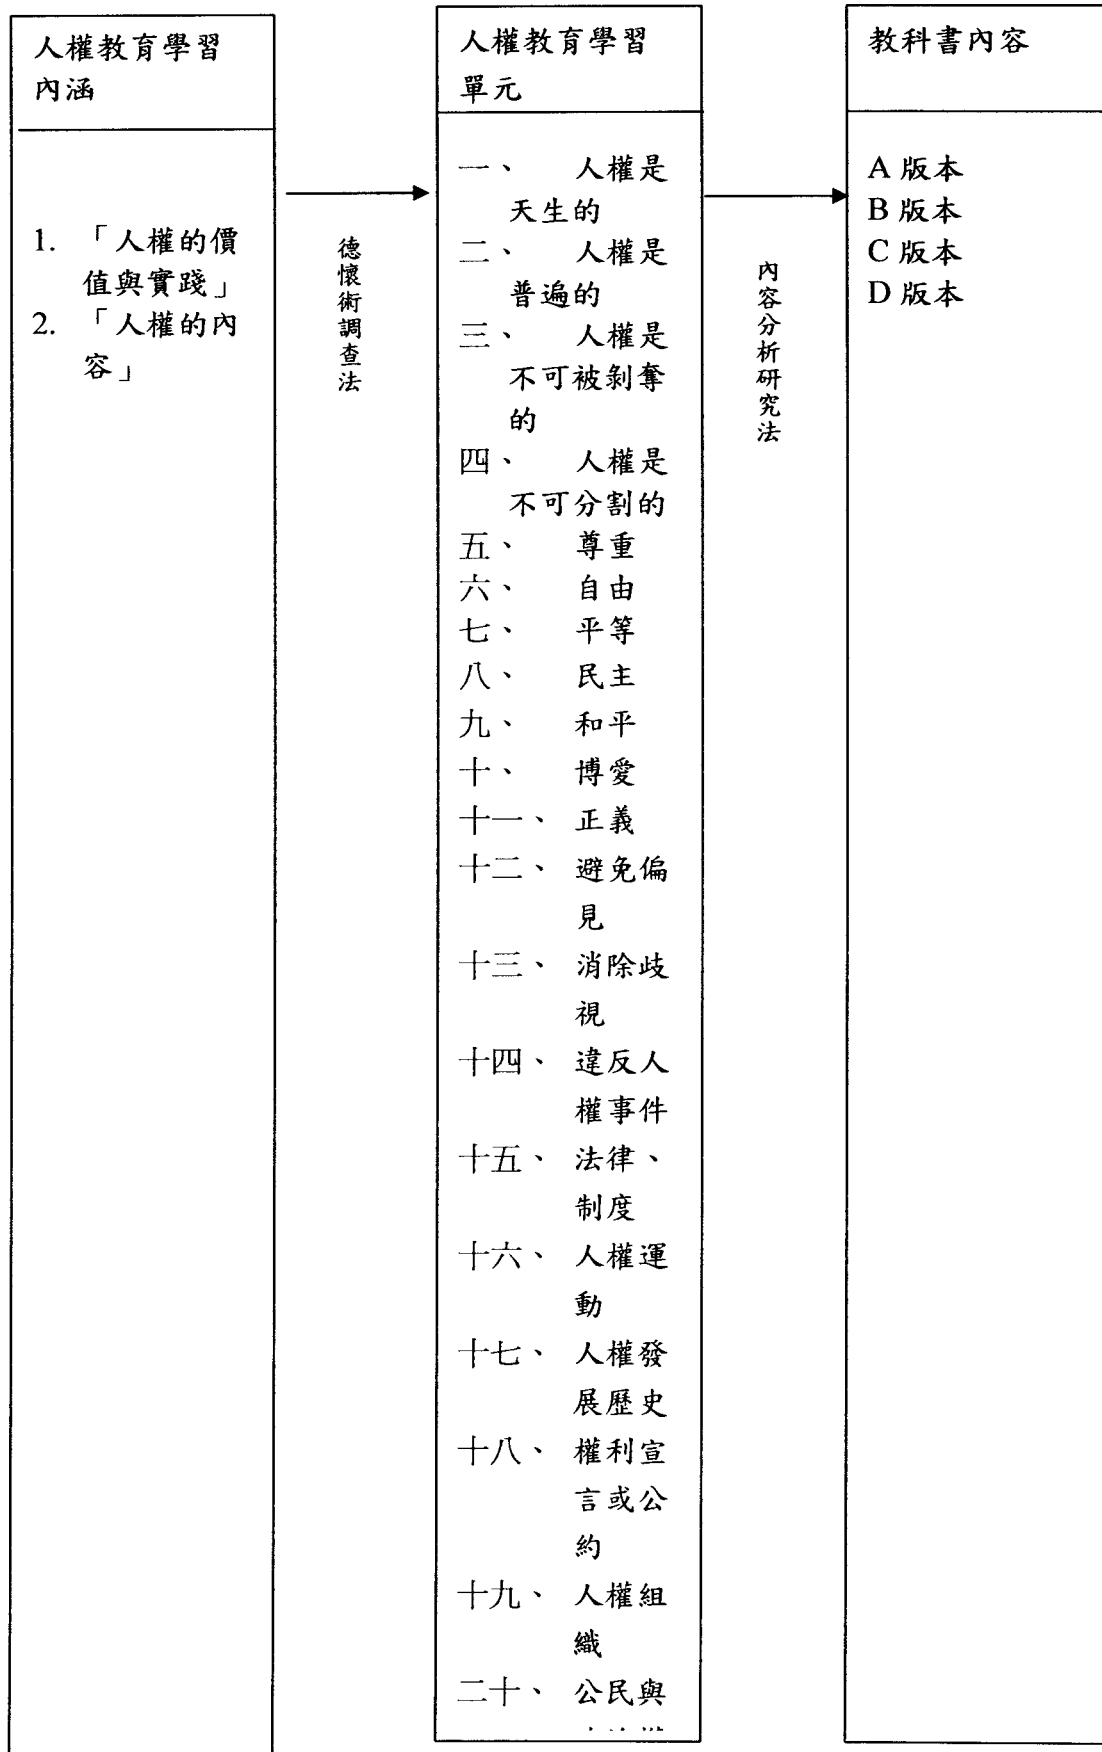 人權教育學習
內涵
1. 「人權的價
值與實踐」
2. 「人權的內
容」
德懷術調查法
人權教育學習
單元
一、 人權是
天生的
二、 人權是
普遍的
三、 人權是
不可被剝奪
的
四、 人權是
不可分割的
五、 尊重
六、 自由
七、 平等
八、 民主
九、 和平
十、 博愛
十一、 正義
十二、 避免偏
見
十三、 消除歧
視
十四、 違反人
權事件
十五、 法律、
制度
十六、 人權運
動
十七、 人權發
展歷史
十八、 權利宣
言或公
約
十九、 人權組
織
二十、 公民與
內容分析研究法
教科書內容
A 版本
B 版本
C 版本
D 版本